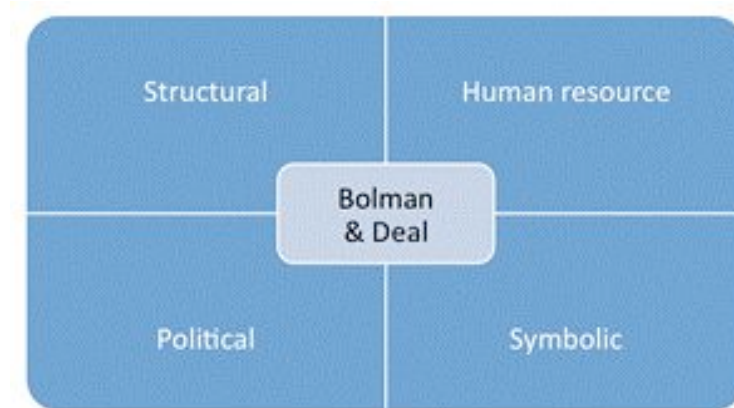 Structural
Human resource
Bolman
& Deal
Political
Symbolic